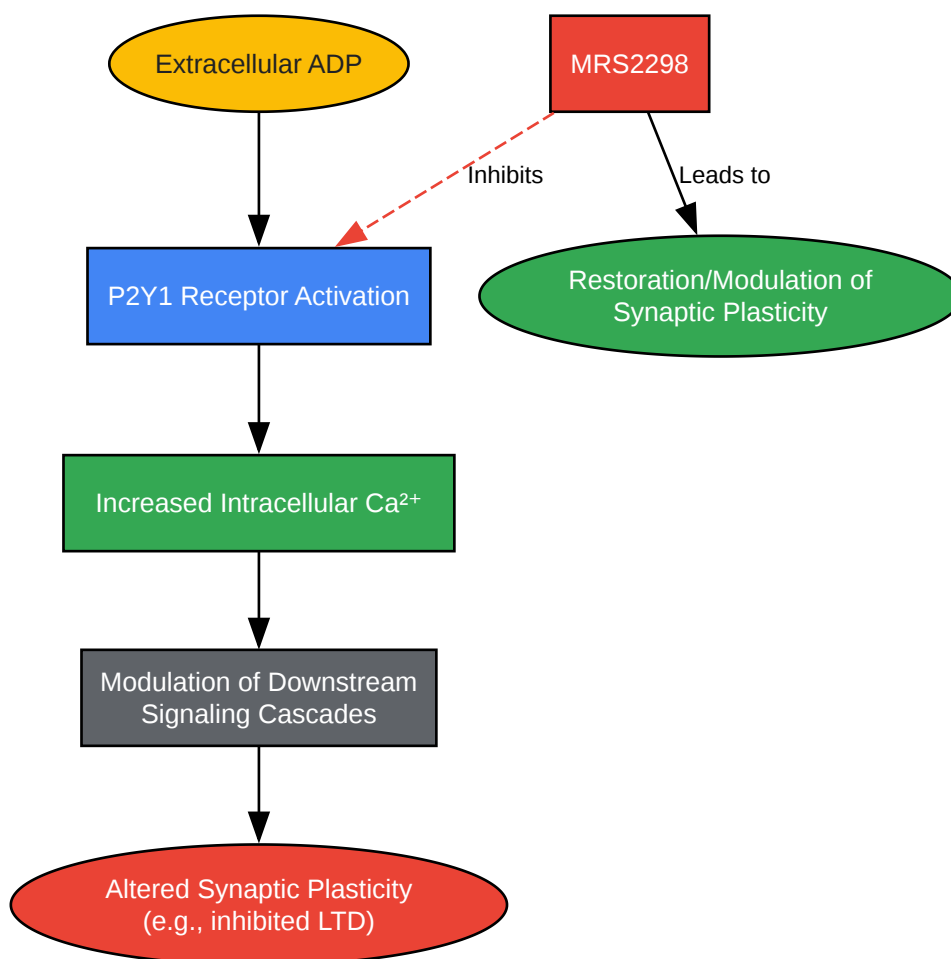 Extracellular ADP
MRS2298
Inhibits
Leads to
P2Y1 Receptor Activation
Restoration/Modulation of
Synaptic Plasticity
Increased Intracellular Ca²⁺
Modulation of Downstream
Signaling Cascades
Altered Synaptic Plasticity
(e.g., inhibited LTD)